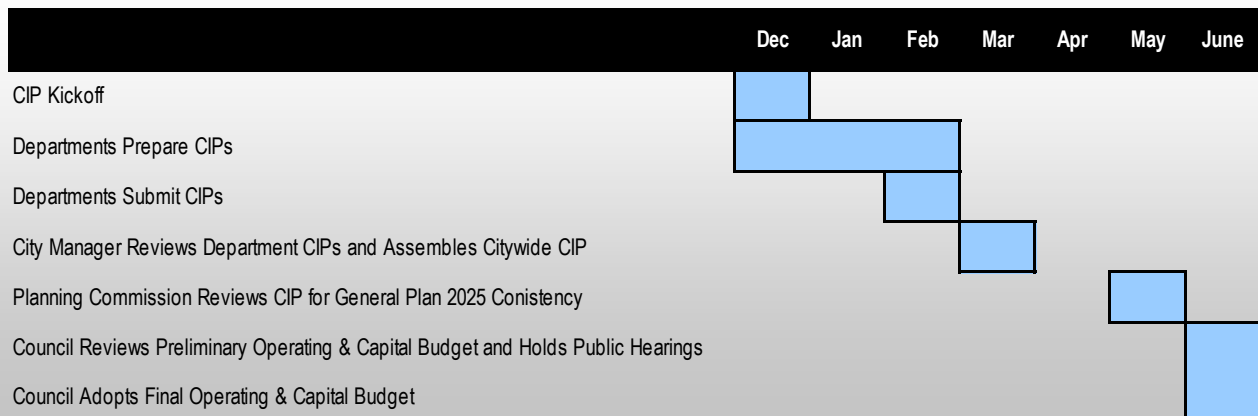 Dec Jan Feb Mar Apr May June
CIP Kickoff
Departments Prepare CIPs
Departments Submit CIPs
City Manager Reviews Department CIPs and Assembles Citywide CIP
Planning Commission Reviews CIP for General Plan 2025 Conistency
Council Reviews Preliminary Operating & Capital Budget and Holds Public Hearings
Council Adopts Final Operating & Capital Budget